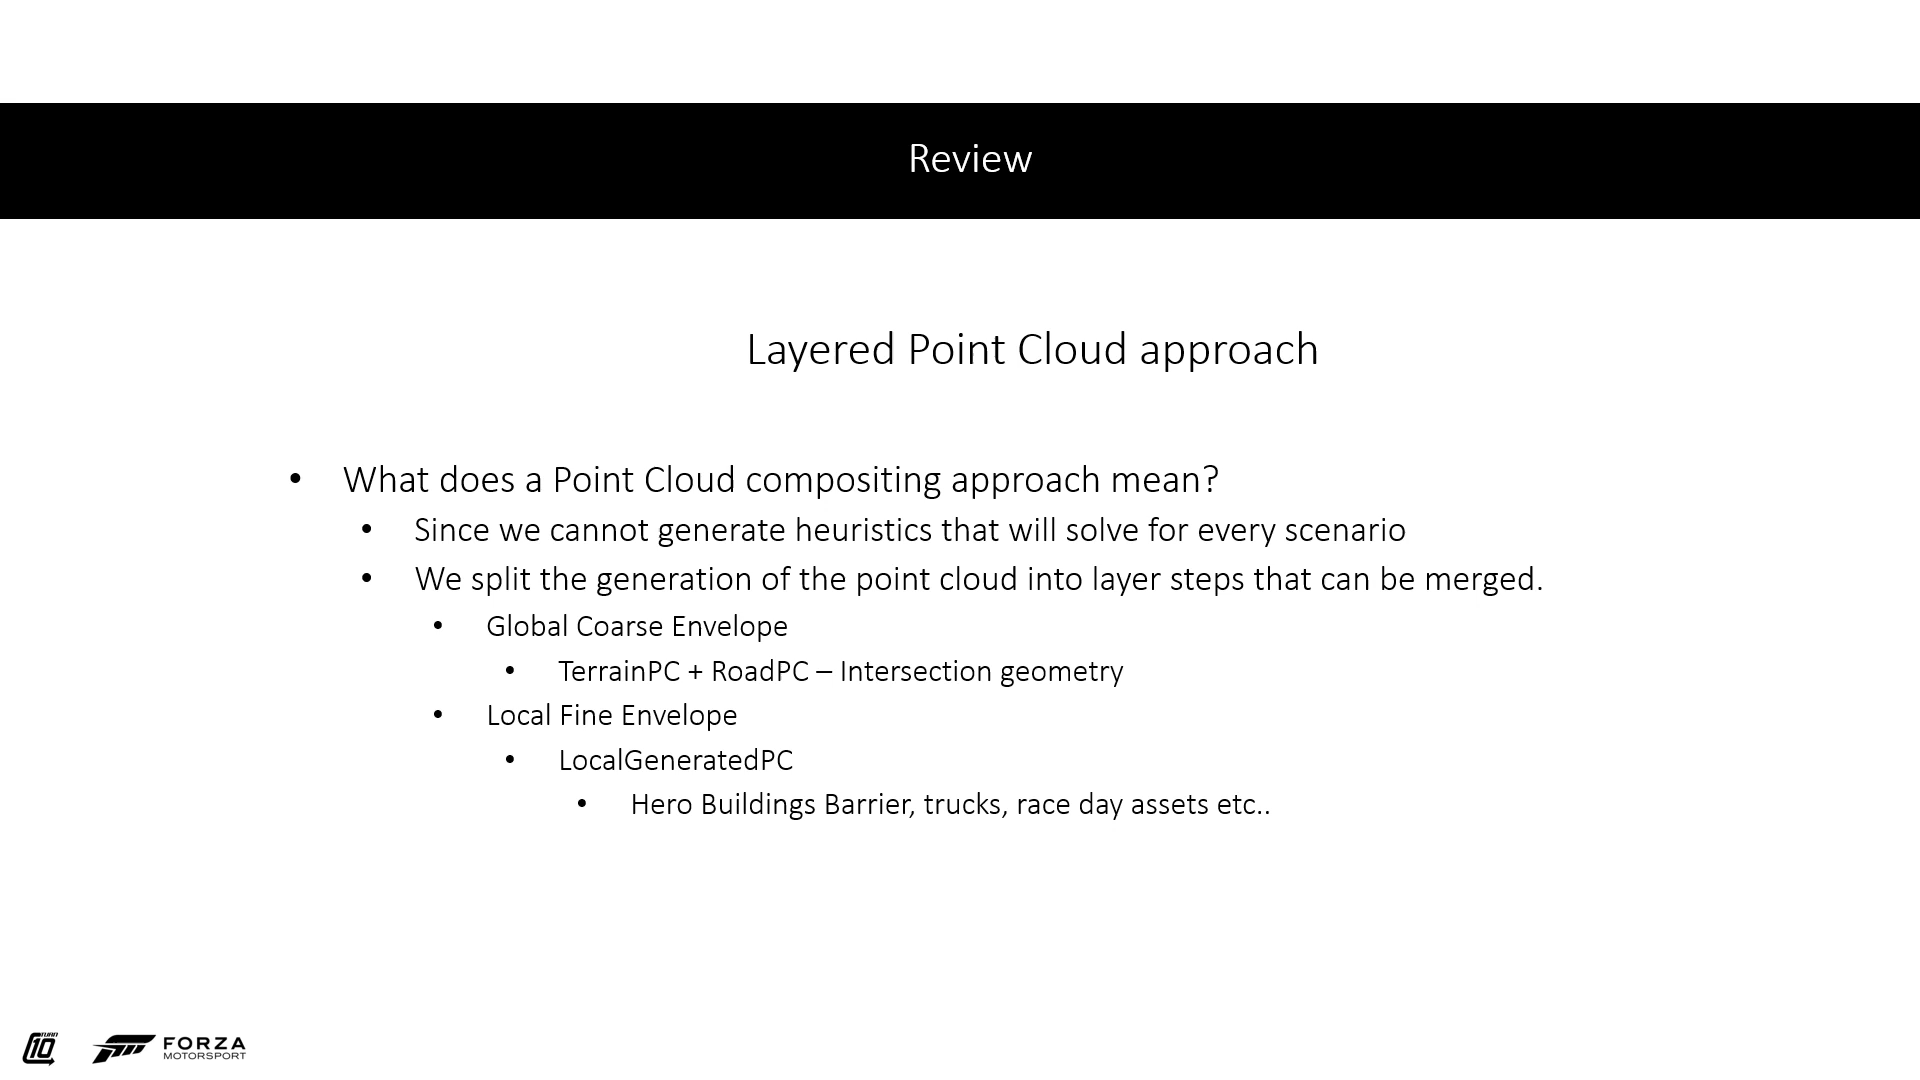 Review
Layered Point Cloud approach
• What does a Point Cloud compositing approach mean?
• Since we cannot generate heuristics that will solve for every scenario
• We split the generation of the point cloud into layer steps that can be merged.
• Global Coarse Envelope
• TerrainPC + RoadPC – Intersection geometry
• Local Fine Envelope
• LocalGeneratedPC
• Hero Buildings Barrier, trucks, race day assets etc..
TURN
10
FORZA
MOTORSPORT